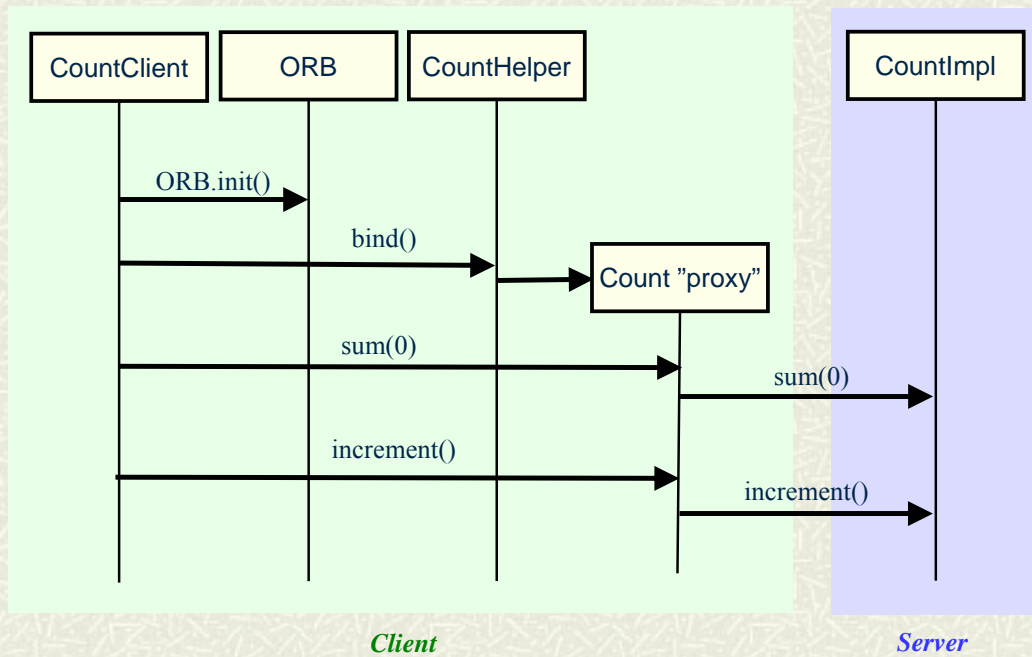 CountClient
ORB
CountHelper
CountImpl
ORB.init()
bind()
Count ”proxy”
sum(0)
sum(0)
increment()
increment()
Client
Server